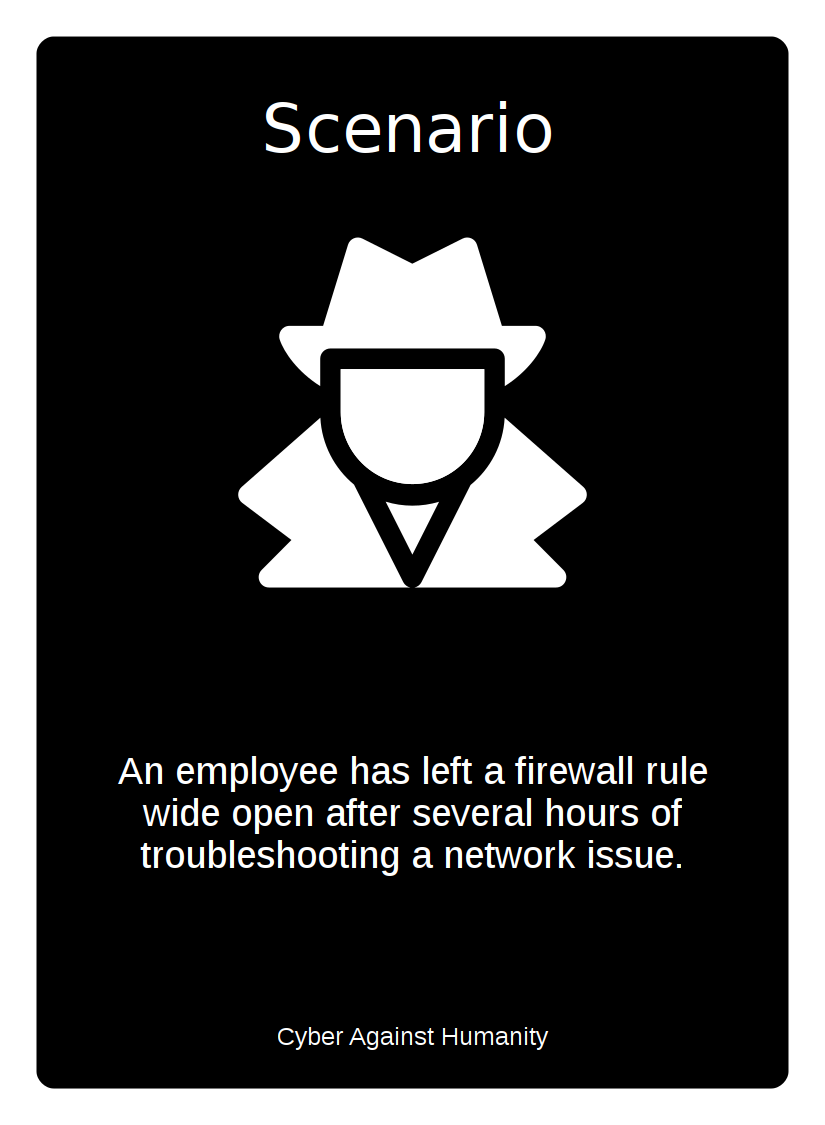 Scenario
An employee has left a firewall rule
wide open after several hours of
troubleshooting a network issue.
Cyber Against Humanity